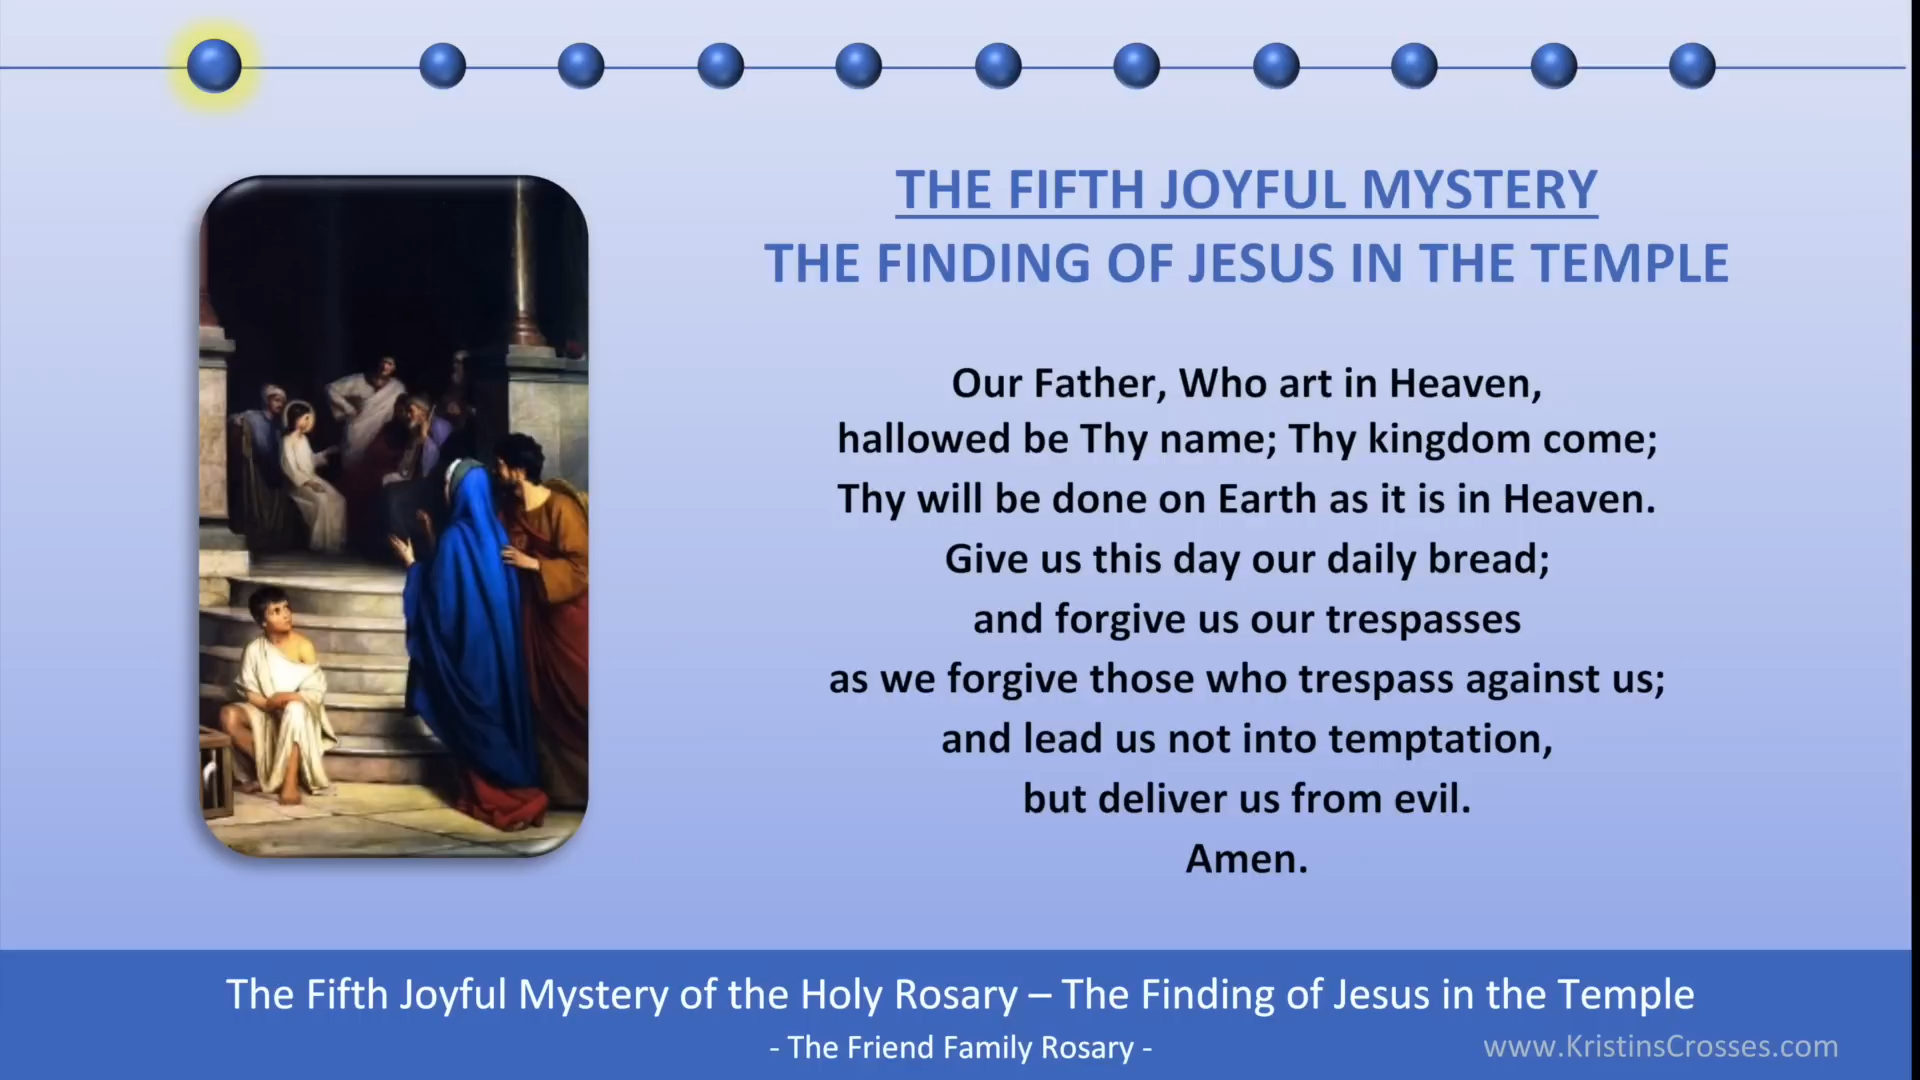 THE FIFTH JOYFUL MYSTERY
THE FINDING OF JESUS IN THE TEMPLE
Our Father, Who art in Heaven,
hallowed be Thy name; Thy kingdom come;
Thy will be done on Earth as it is in Heaven.
Give us this day our daily bread;
and forgive us our trespasses
as we forgive those who trespass against us;
and lead us not into temptation,
but deliver us from evil.
Amen.
The Fifth Joyful Mystery of the Holy Rosary – The Finding of Jesus in the Temple
- The Friend Family Rosary -
www.KristinsCrosses.com